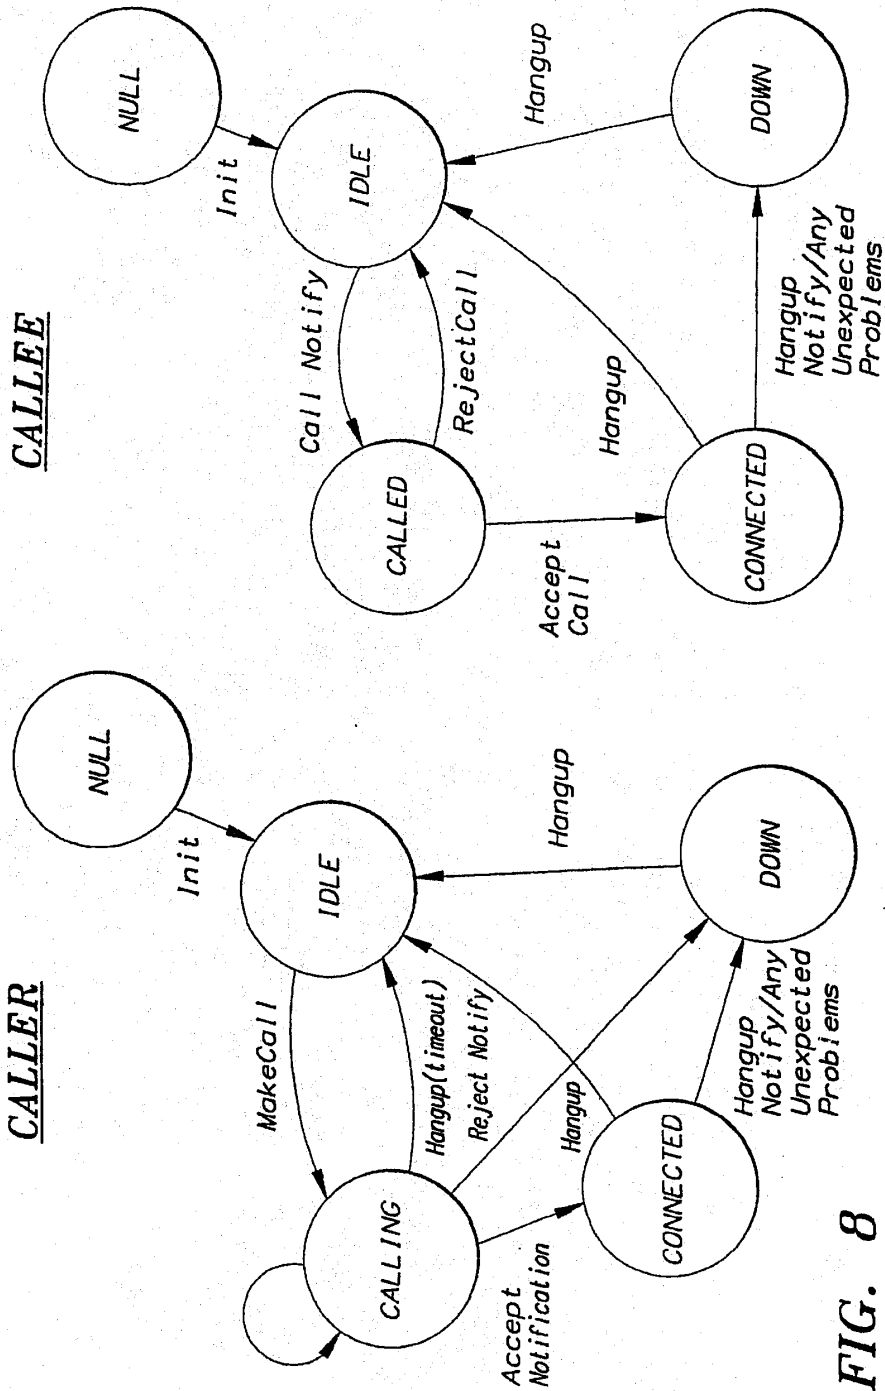 CALLER
NULL
Init
IDLE
MakeCall
Hangup(timeout)
Reject Notify
CALLING
Hangup
Hangup
Accept
Notification
CONNECTED
DOWN
Hangup
Notify/Any
Unexpected
Problems
CALLEE
NULL
Init
IDLE
Call Notify
RejectCall
CALLED
Hangup
Hangup
Accept
Call
CONNECTED
DOWN
Hangup
Notify/Any
Unexpected
Problems
FIG. 8